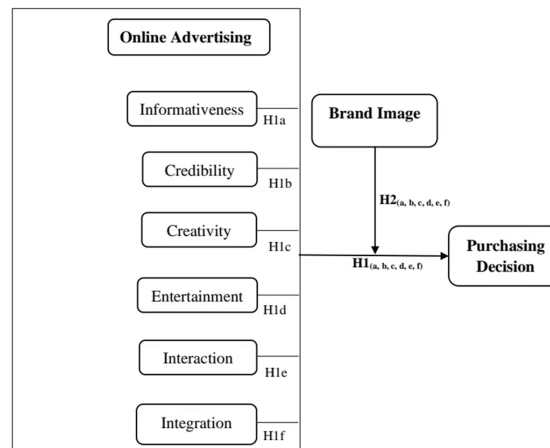 Online Advertising
Informativeness
H1a
Brand Image
Credibility
H1b
H2(a, b, c, d, e, f)
Creativity
H1c
Purchasing
Decision
H1(a, b, c, d, e, f)
Entertainment
H1d
Interaction
H1e
Integration
H1f